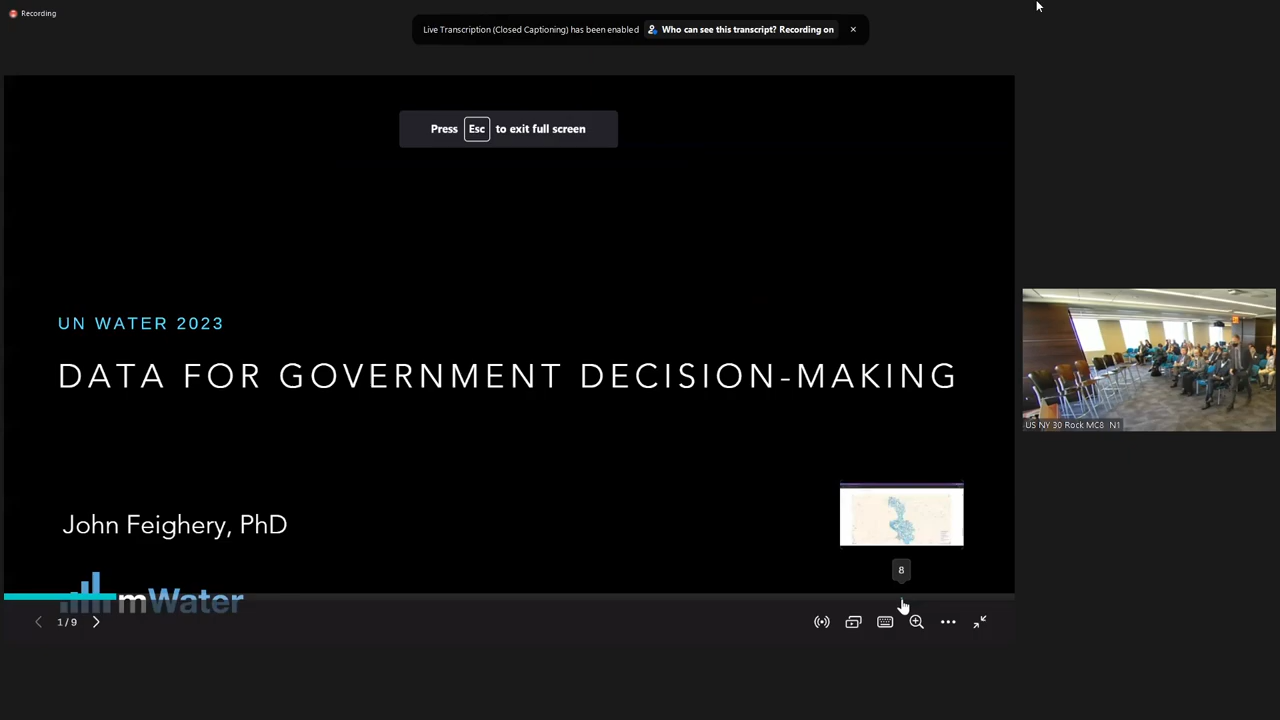 Recording
Live Transcription (Closed Captioning) has been enabled Who can see this transcript? Recording on
Press Esc to exit full screen
UN WATER 2023
DATA FOR GOVERNMENT DECISION-MAKING
US NY 30 Rock MC8 N1
John Feighery, PhD
8
mWater
1 / 9